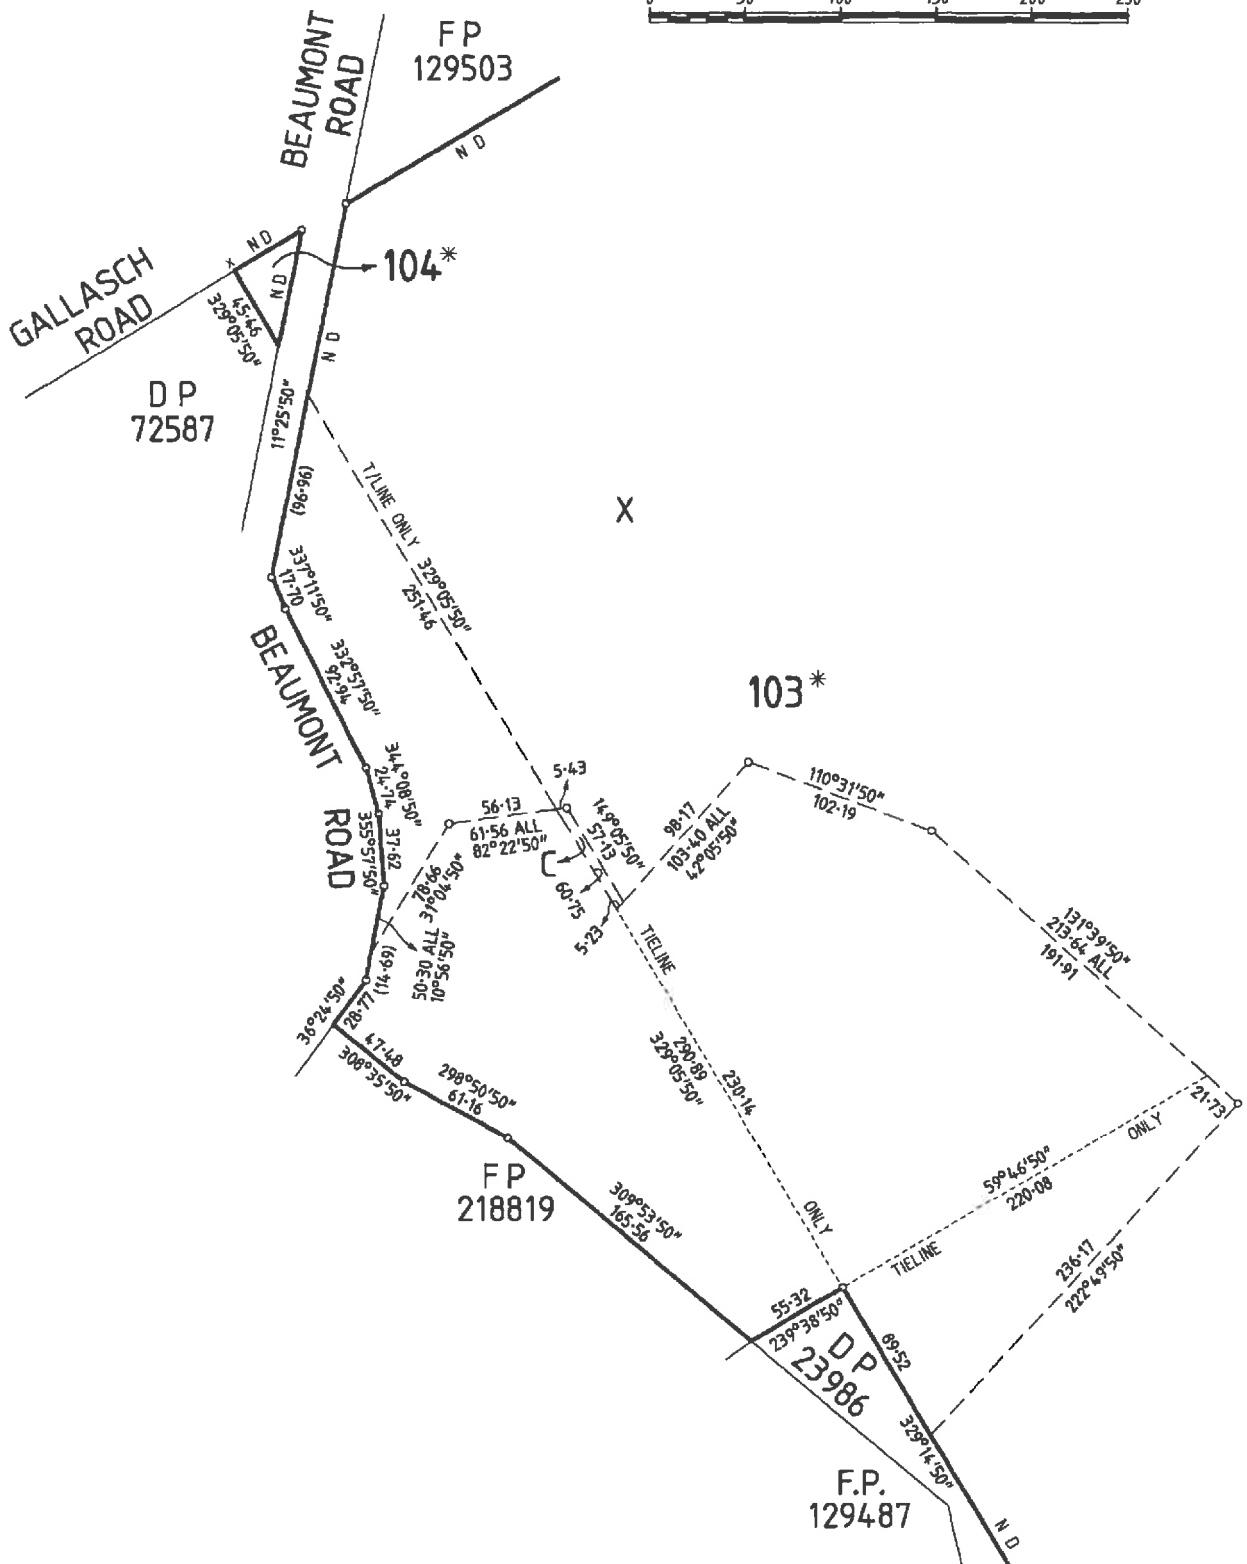 0 50 100 150 200 250
BEAUMONT
ROAD
F P
129503
N D
N D
N D
104*
GALLASCH
ROAD
45·46
329°05'50"
N D
D P
72587
11°25'50"
(96·96)
T/LINE ONLY
329°05'50"
251·46
X
337°11'50"
17·70
BEAUMONT
ROAD
332°57'50"
92·94
103*
344°08'50"
24·74
355°57'50"
37·62
5·43
56·13
61·56 ALL
82°22'50"
149°05'50"
57·13
C
60·75
5·23
98·17
103·40 ALL
42°05'50"
110°31'50"
102·19
78·66
31°04'50"
50·30 ALL
10°56'50"
(14·69)
36°24'50"
28·77
47·48
308°35'50"
298°50'50"
61·16
TIELINE
290·89
329°05'50"
230·14
ONLY
131°39'50"
213·64 ALL
191·91
21·73
ONLY
59°46'50"
220·08
TIELINE
F P
218819
309°53'50"
165·56
236·17
222°49'50"
55·32
239°38'50"
D P
23986
89·52
329°14'50"
F.P.
129487
N D